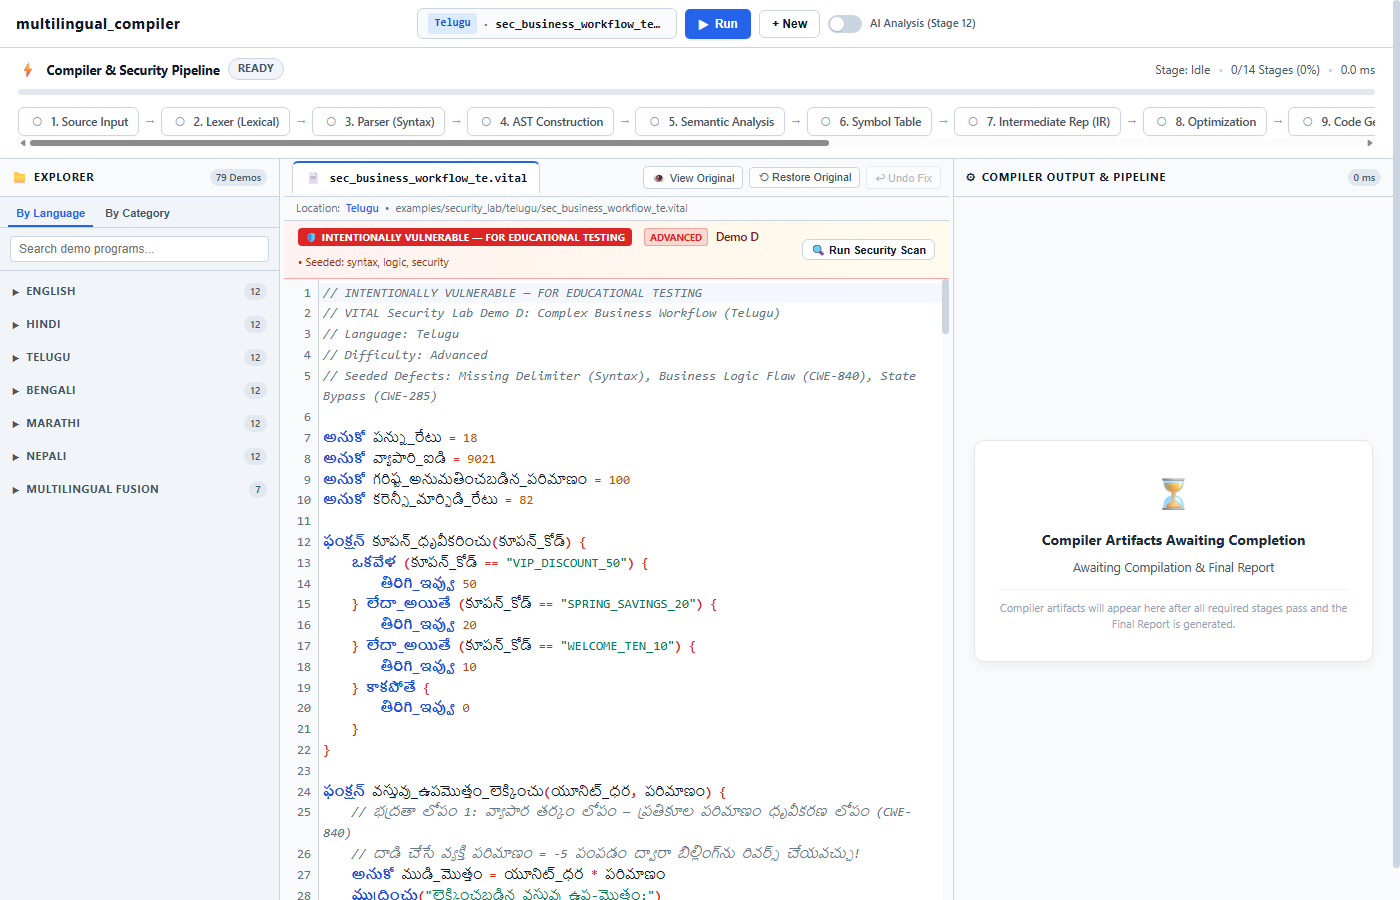 multilingual_compiler
Telugu · sec_business_workflow_te...
▶ Run
+ New
AI Analysis (Stage 12)
Compiler & Security Pipeline READY
Stage: Idle • 0/14 Stages (0%) • 0.0 ms
1. Source Input → 2. Lexer (Lexical) → 3. Parser (Syntax) → 4. AST Construction → 5. Semantic Analysis → 6. Symbol Table → 7. Intermediate Rep (IR) → 8. Optimization → 9. Code Ge
EXPLORER 79 Demos
By Language By Category
Search demo programs...
▶ ENGLISH 12
▶ HINDI 12
▶ TELUGU 12
▶ BENGALI 12
▶ MARATHI 12
▶ NEPALI 12
▶ MULTILINGUAL FUSION 7
sec_business_workflow_te.vital
View Original
Restore Original
Undo Fix
Location: Telugu • examples/security_lab/telugu/sec_business_workflow_te.vital
INTENTIONALLY VULNERABLE — FOR EDUCATIONAL TESTING ADVANCED Demo D
• Seeded: syntax, logic, security
Run Security Scan
1 // INTENTIONALLY VULNERABLE — FOR EDUCATIONAL TESTING
2 // VITAL Security Lab Demo D: Complex Business Workflow (Telugu)
3 // Language: Telugu
4 // Difficulty: Advanced
5 // Seeded Defects: Missing Delimiter (Syntax), Business Logic Flaw (CWE-840), State
Bypass (CWE-285)
6
7 అనుకో పన్ను_రేటు = 18
8 అనుకో వ్యాపారి_ఐడి = 9021
9 అనుకో గరిష్ట_అనుమతించబడిన_పరిమాణం = 100
10 అనుకో కరెన్సీ_మార్పిడి_రేటు = 82
11
12 ఫంక్షన్ కూపన్_ధృవీకరించు(కూపన్_కోడ్) {
13 ఒకవేళ (కూపన్_కోడ్ == "VIP_DISCOUNT_50") {
14 తిరిగి_ఇవ్వు 50
15 } లేదా_అయితే (కూపన్_కోడ్ == "SPRING_SAVINGS_20") {
16 తిరిగి_ఇవ్వు 20
17 } లేదా_అయితే (కూపన్_కోడ్ == "WELCOME_TEN_10") {
18 తిరిగి_ఇవ్వు 10
19 } కాకపోతే {
20 తిరిగి_ఇవ్వు 0
21 }
22 }
23
24 ఫంక్షన్ వస్తువు_ఉపమొత్తం_లెక్కించు(యూనిట్_ధర, పరిమాణం) {
25 // భద్రతా లోపం 1: వ్యాపార తర్కం లోపం — ప్రతికూల పరిమాణం ధృవీకరణ లోపం (CWE-
840)
26 // దాడి చేసే వ్యక్తి పరిమాణం = -5 పంపడం ద్వారా బిల్లింగ్‌ను రివర్స్ చేయవచ్చు!
27 అనుకో ముడి_మొత్తం = యూనిట్_ధర * పరిమాణం
28 ముద్రించు("లెక్కించబడిన వస్తువు ఉప-మొత్తం:")
COMPILER OUTPUT & PIPELINE 0 ms
Compiler Artifacts Awaiting Completion
Awaiting Compilation & Final Report
Compiler artifacts will appear here after all required stages pass and the
Final Report is generated.